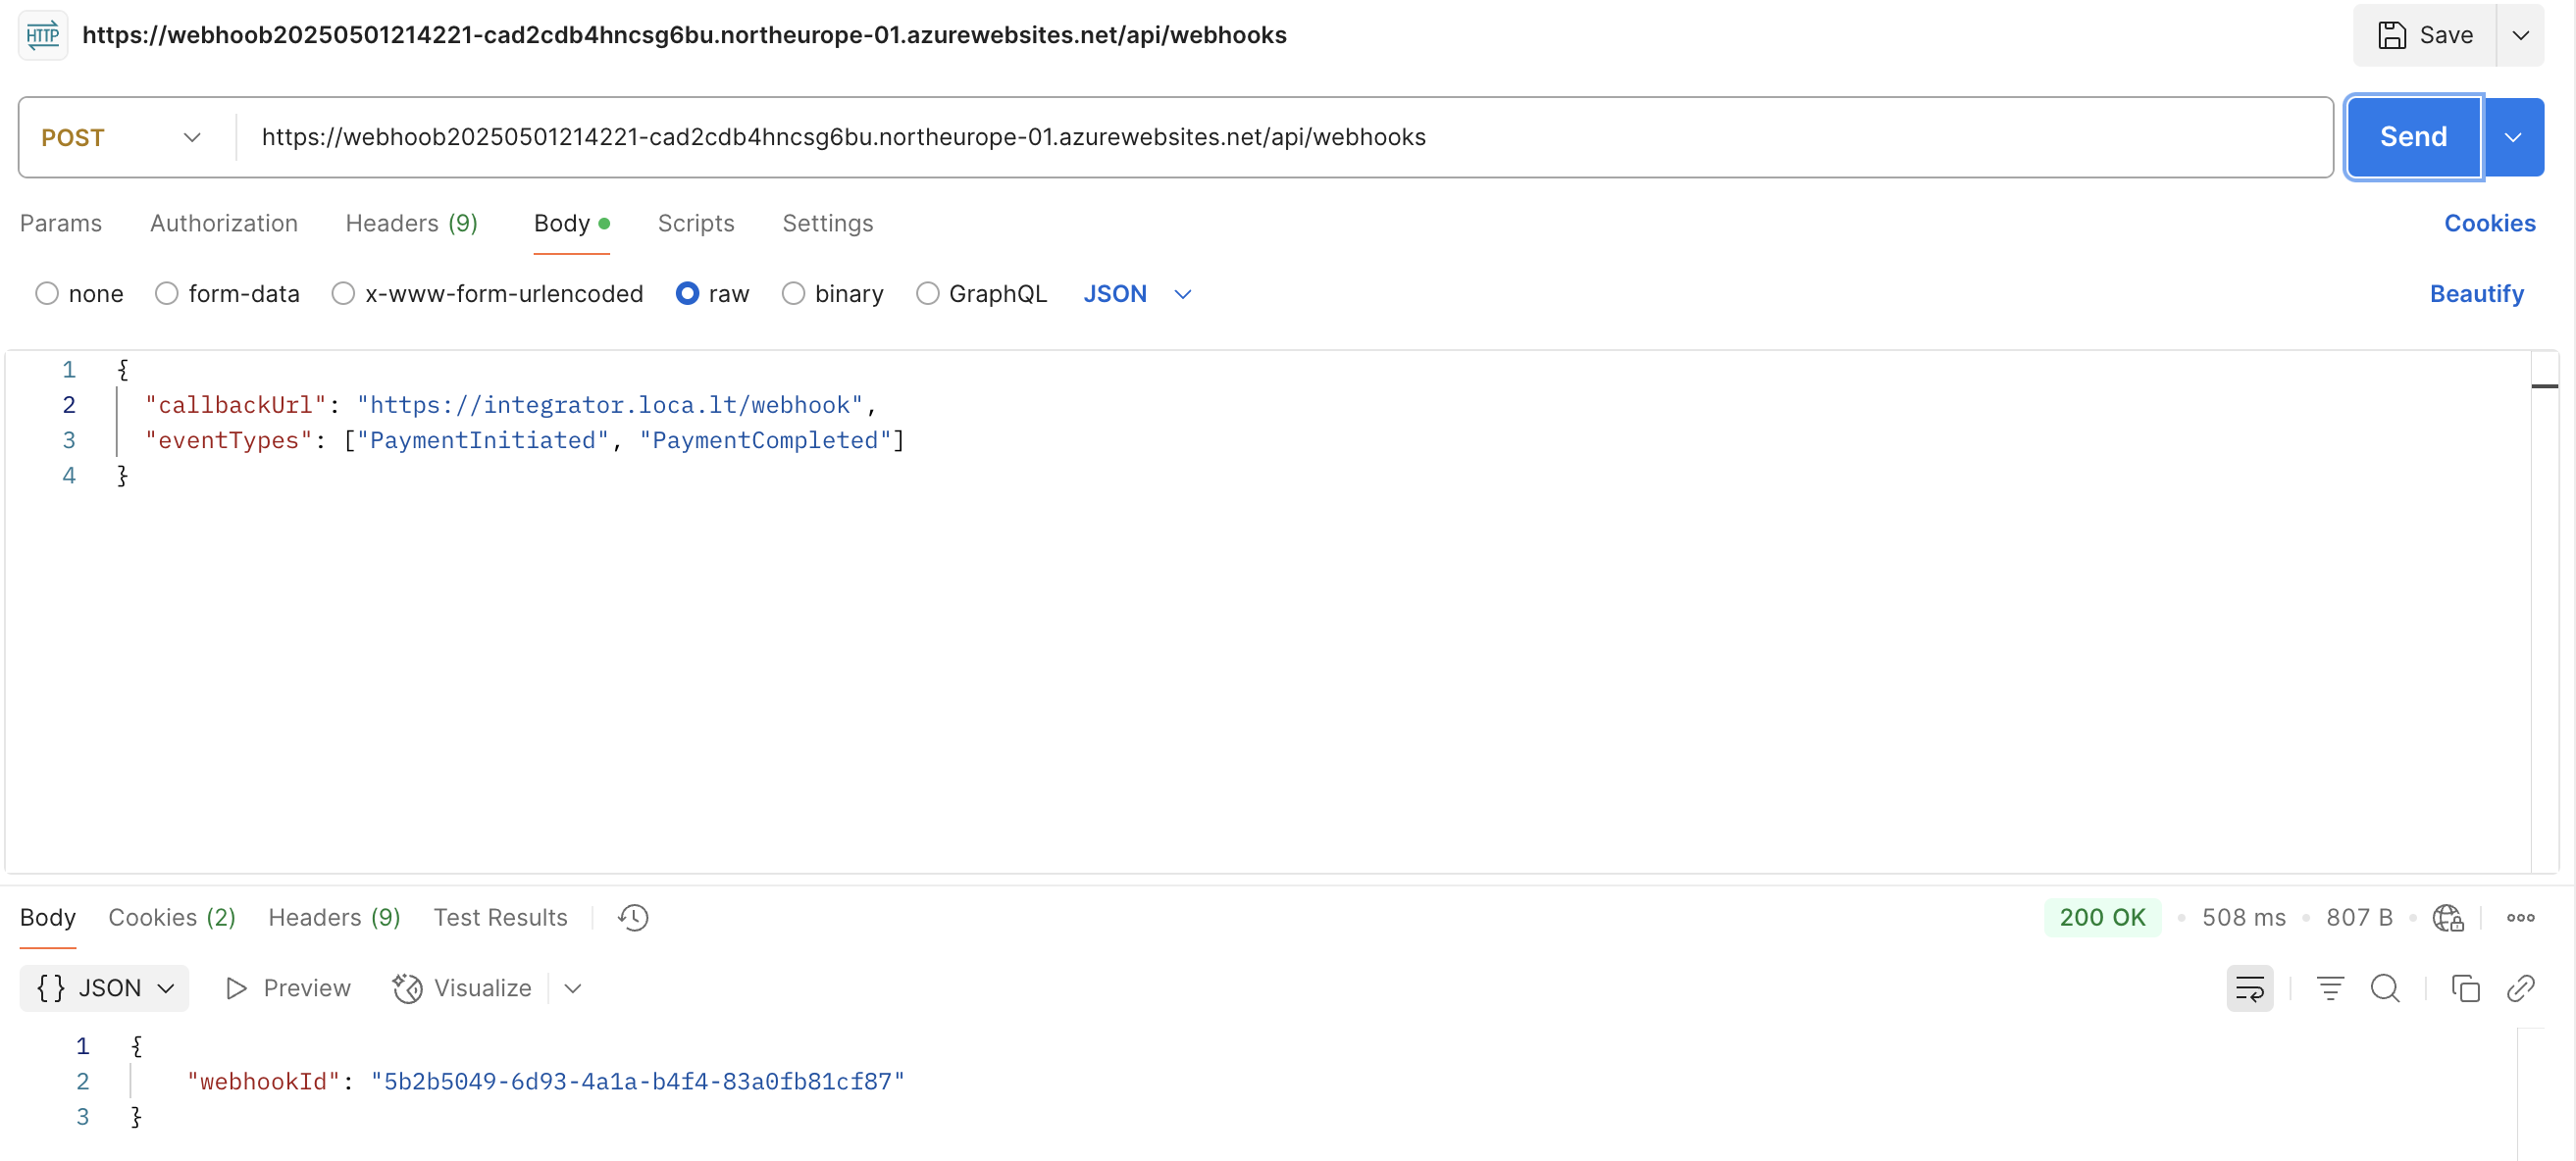 HTTP https://webhoob20250501214221-cad2cdb4hncsg6bu.northeurope-01.azurewebsites.net/api/webhooks Save
POST https://webhoob20250501214221-cad2cdb4hncsg6bu.northeurope-01.azurewebsites.net/api/webhooks Send
Params Authorization Headers (9) Body Scripts Settings Cookies
none form-data x-www-form-urlencoded raw binary GraphQL JSON Beautify
1 {
2 "callbackUrl": "https://integrator.loca.lt/webhook",
3 "eventTypes": ["PaymentInitiated", "PaymentCompleted"]
4 }
Body Cookies (2) Headers (9) Test Results 200 OK • 508 ms • 807 B •
{} JSON Preview Visualize
1 {
2 "webhookId": "5b2b5049-6d93-4a1a-b4f4-83a0fb81cf87"
3 }